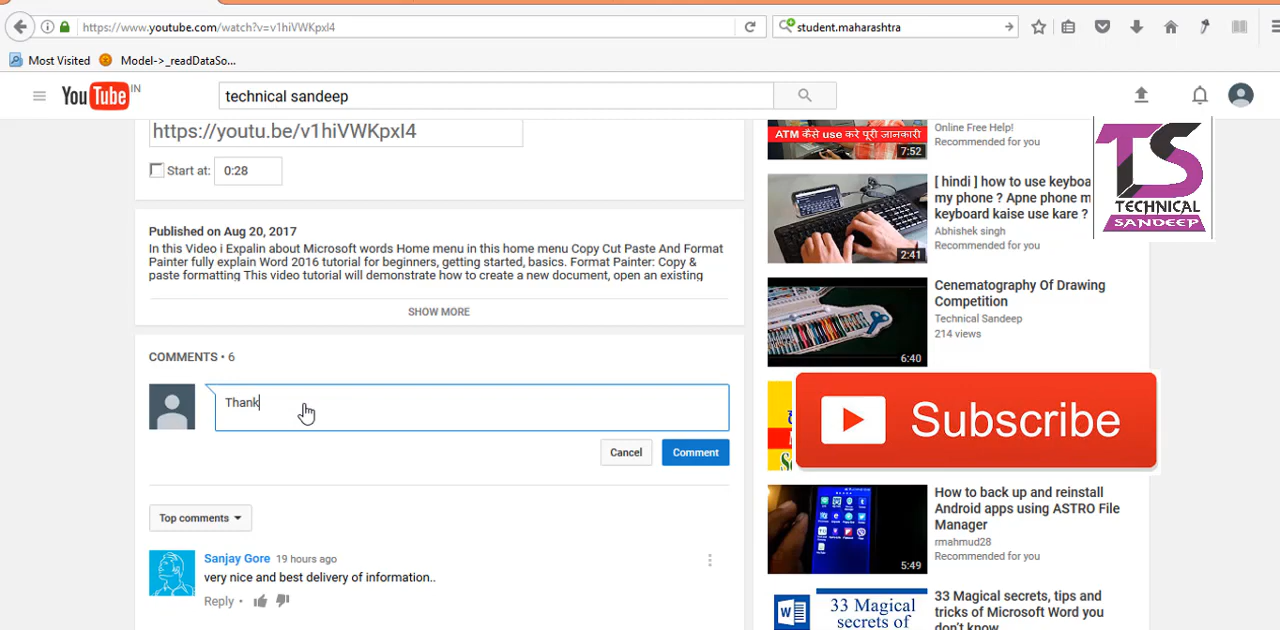 https://www.youtube.com/watch?v=v1hiVWKpxl4
student.maharashtra
Most Visited
Model->_readDataSo...
YouTube IN
technical sandeep
https://youtu.be/v1hiVWKpxI4
Start at:
0:28
Published on Aug 20, 2017
In this Video i Expalin about Microsoft words Home menu in this home menu Copy Cut Paste And Format
Painter fully explain Word 2016 tutorial for beginners, getting started, basics. Format Painter: Copy &
paste formatting This video tutorial will demonstrate how to create a new document, open an existing
SHOW MORE
COMMENTS • 6
Thank
Cancel
Comment
Top comments
Sanjay Gore 19 hours ago
very nice and best delivery of information..
Reply •
ATM कैसे use करे पूरी जानकारी
7:52
Online Free Help!
Recommended for you
[ hindi ] how to use keyboa
my phone ? Apne phone m
keyboard kaise use kare ?
Abhishek singh
Recommended for you
2:41
TS
TECHNICAL
SANDEEP
Cenematography Of Drawing
Competition
Technical Sandeep
214 views
6:40
Subscribe
How to back up and reinstall
Android apps using ASTRO File
Manager
rmahmud28
Recommended for you
5:49
33 Magical
secrets of
33 Magical secrets, tips and
tricks of Microsoft Word you
don't know